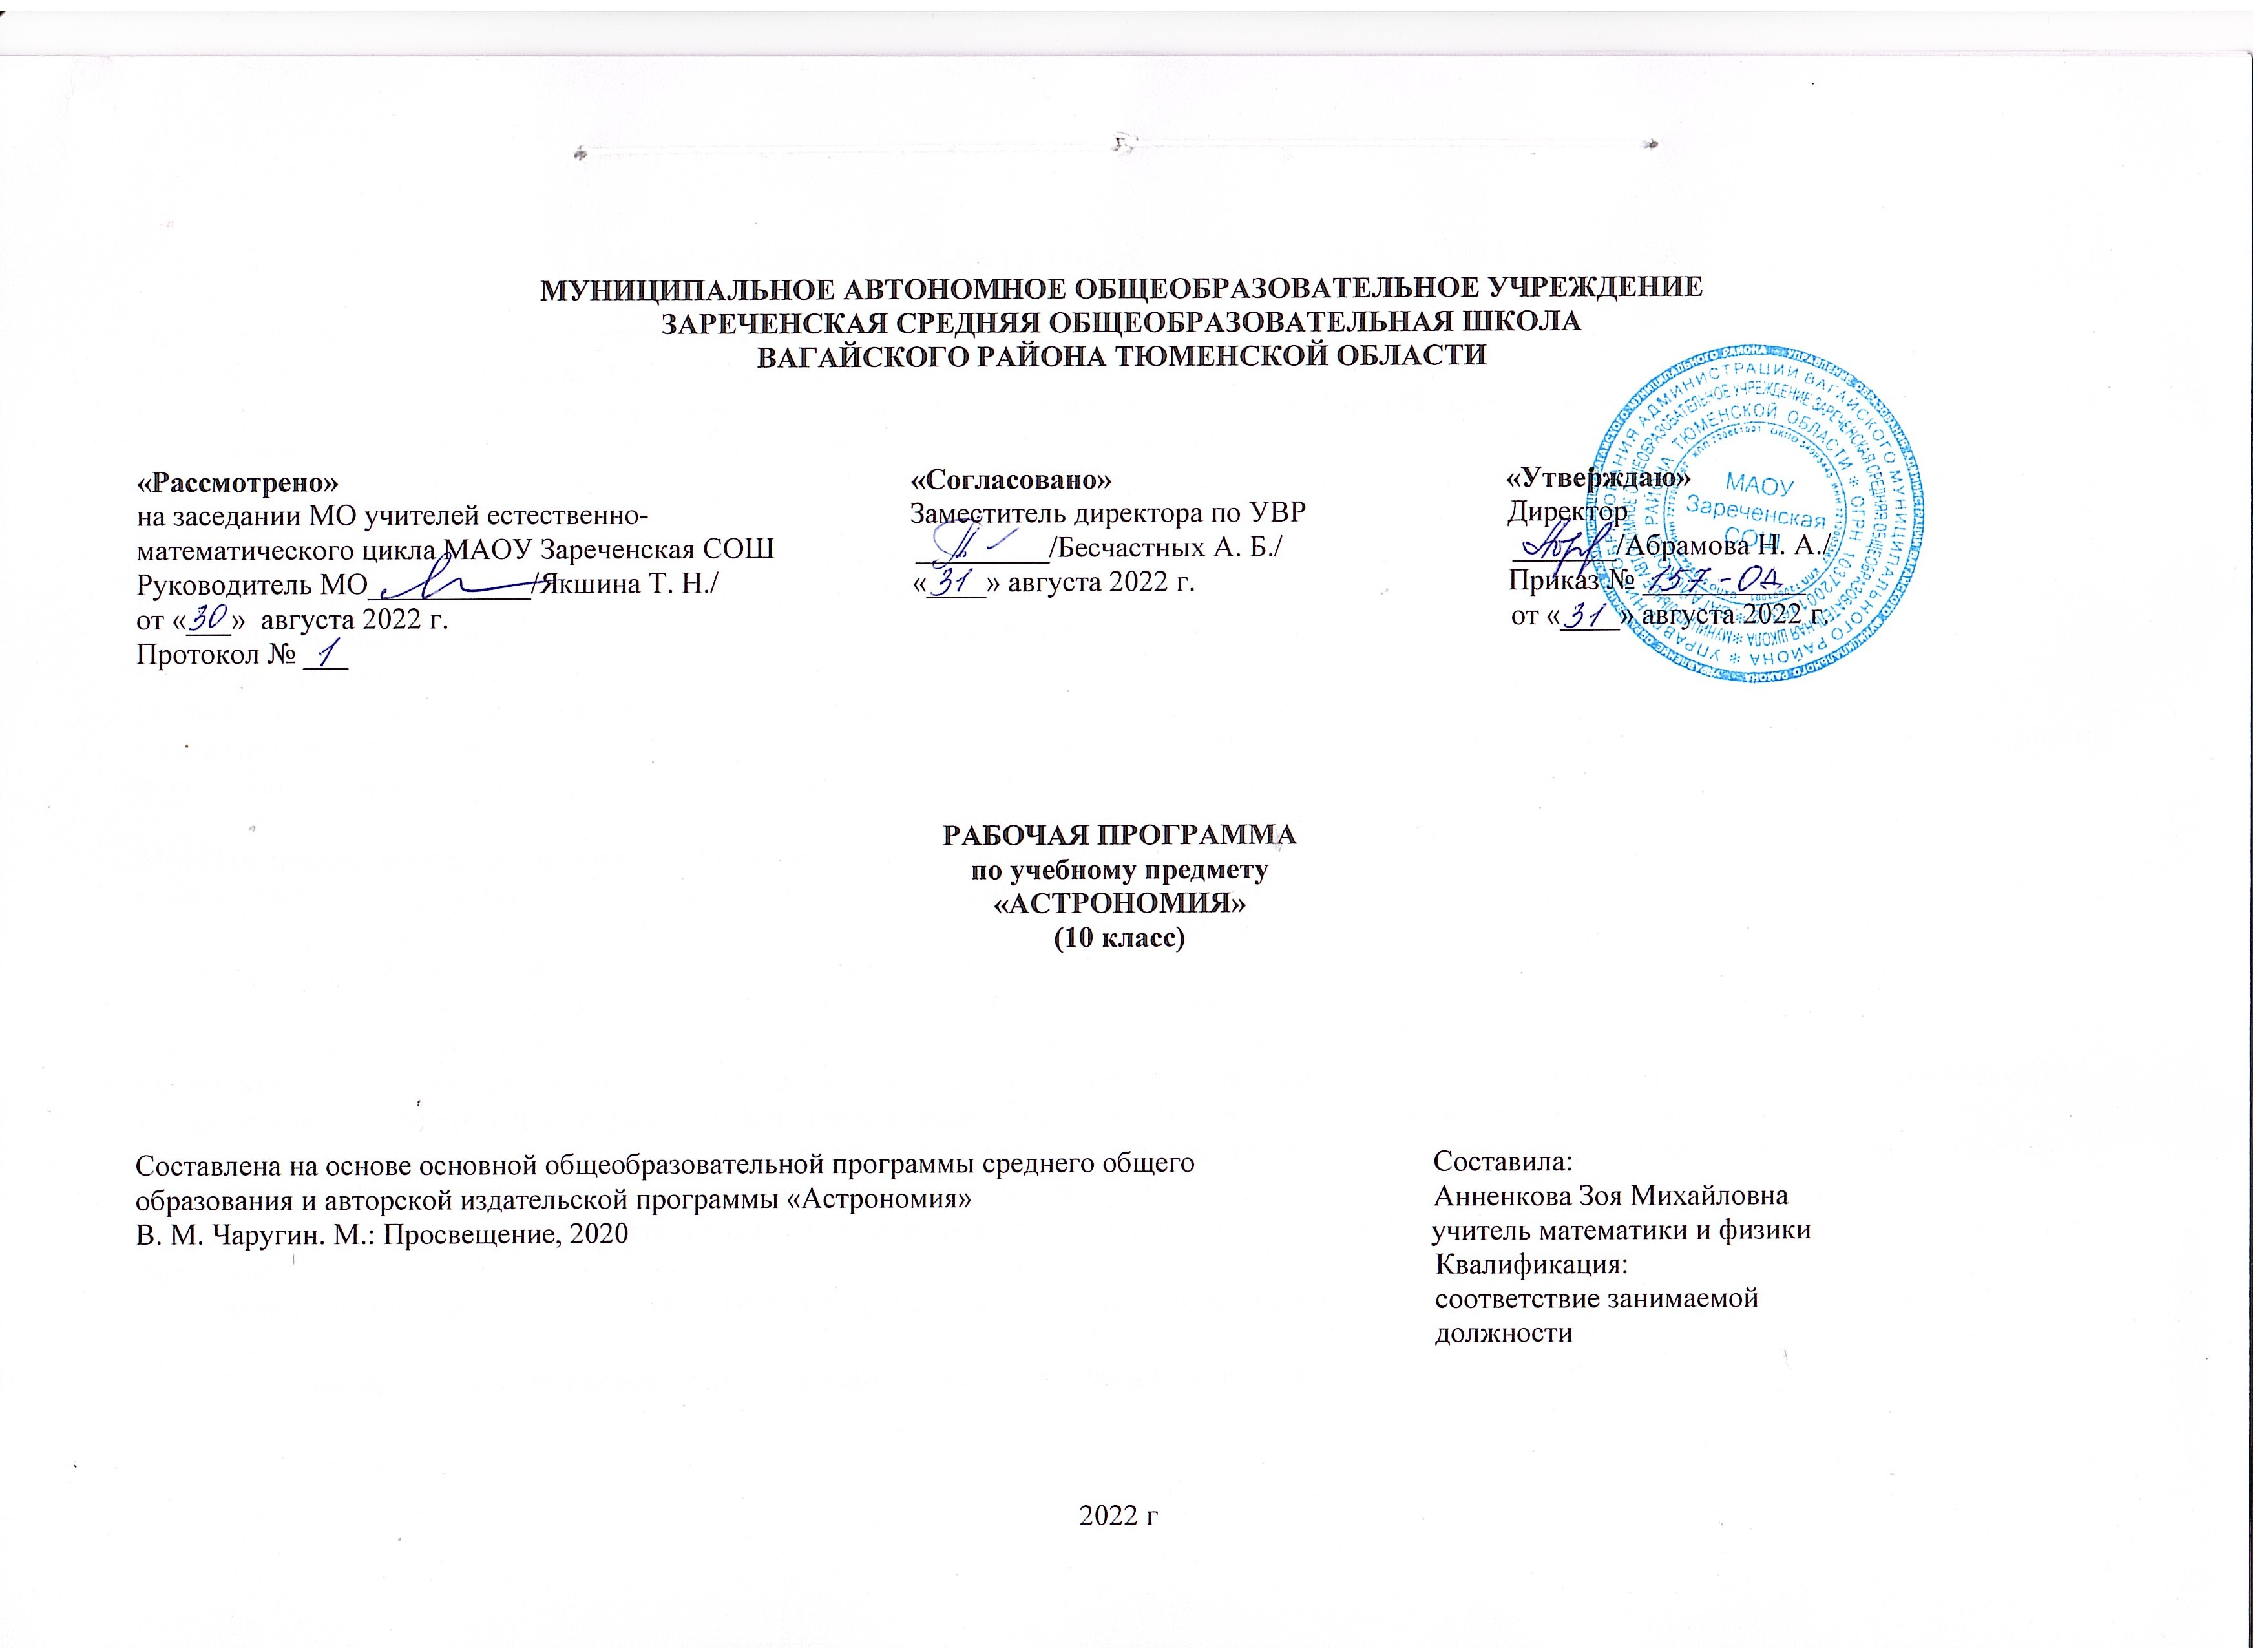 МУНИЦИПАЛЬНОЕ АВТОНОМНОЕ ОБЩЕОБРАЗОВАТЕЛЬНОЕ УЧРЕЖДЕНИЕ
ЗАРЕЧЕНСКАЯ СРЕДНЯЯ ОБЩЕОБРАЗОВАТЕЛЬНАЯ ШКОЛА
ВАГАЙСКОГО РАЙОНА ТЮМЕНСКОЙ ОБЛАСТИ
«Рассмотрено»
на заседании МО учителей естественно-
математического цикла МАОУ Зареченская СОШ
Руководитель МО___________/Якшина Т. Н./
от «30»  августа 2022 г.
Протокол № 1
«Согласовано»
Заместитель директора по УВР
_________/Бесчастных А. Б./
«31» августа 2022 г.
«Утверждаю»
Директор
_______/Абрамова Н. А./
Приказ № 157-ОД
от «31» августа 2022 г.
МАОУ
Зареченская
СОШ
РАБОЧАЯ ПРОГРАММА
по учебному предмету
«АСТРОНОМИЯ»
(10 класс)
Составлена на основе основной общеобразовательной программы среднего общего
образования и авторской издательской программы «Астрономия»
В. М. Чаругин. М.: Просвещение, 2020
Составила:
Анненкова Зоя Михайловна
учитель математики и физики
Квалификация:
соответствие занимаемой
должности
2022 г